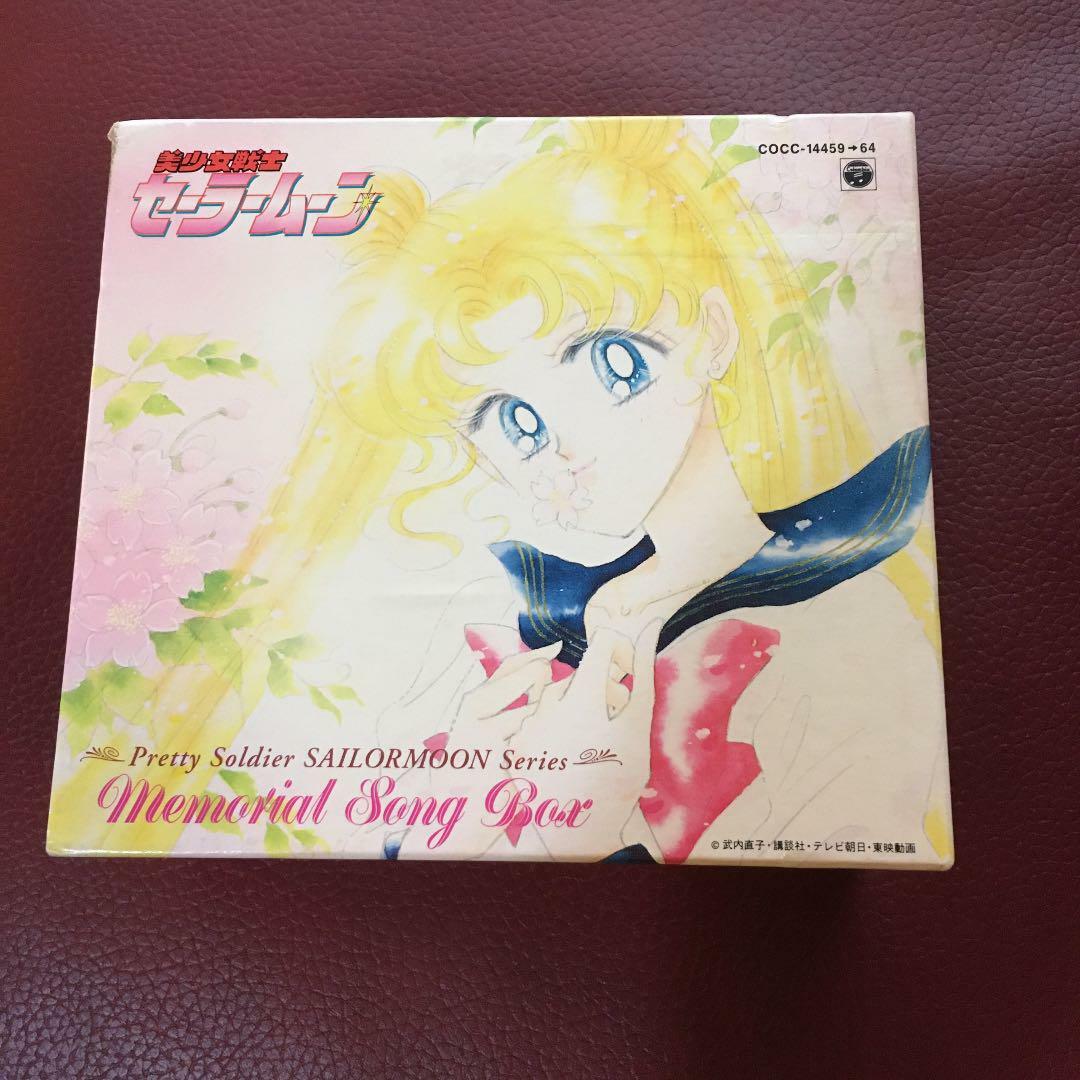 美少女戦士
セーラームーン
COCC-14459→64
Columbia
Pretty Soldier SAILORMOON Series
Memorial Song Box
© 武内直子・講談社・テレビ朝日・東映動画